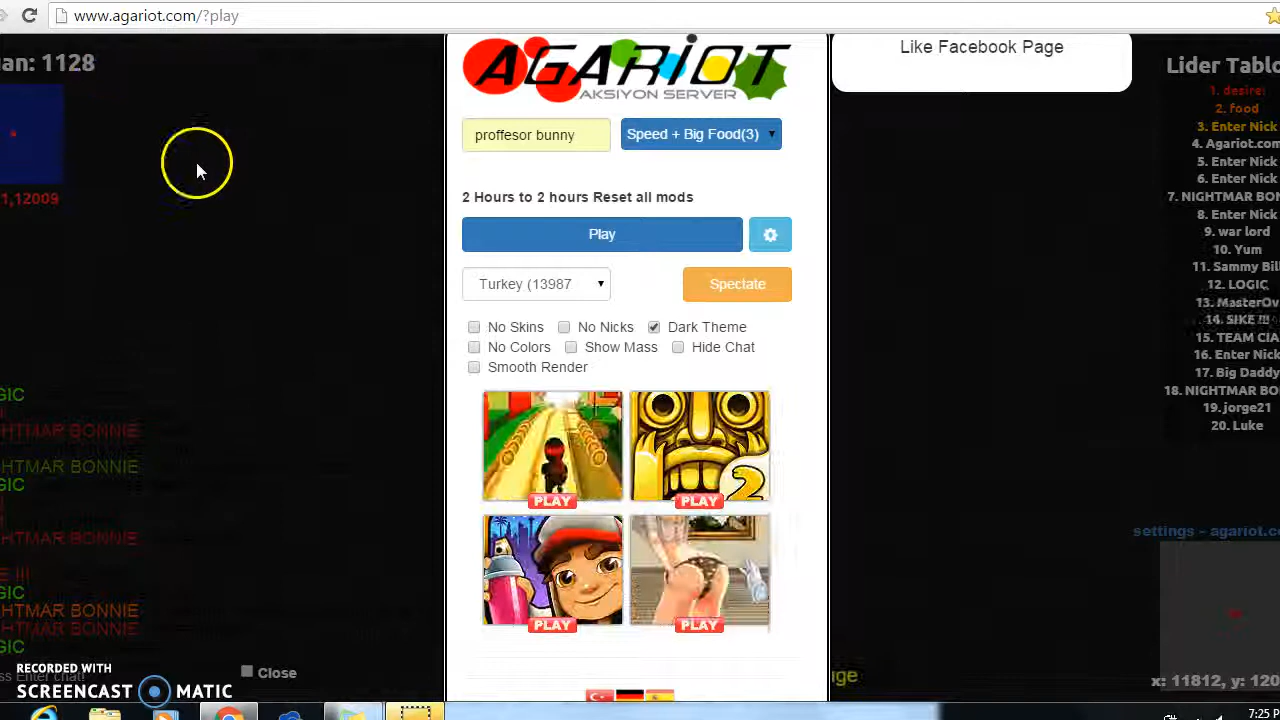 www.agariot.com/?play
an: 1128
1,12009
AGARIOT
AKSIYON SERVER
proffesor bunny
Speed + Big Food(3)
2 Hours to 2 hours Reset all mods
Play
Turkey (13987
Spectate
No Skins
No Nicks
Dark Theme
No Colors
Show Mass
Hide Chat
Smooth Render
2
PLAY
PLAY
PLAY
PLAY
Like Facebook Page
Lider Tablo
1. desire:
2. food
3. Enter Nick
4. Agariot.com
5. Enter Nick
6. Enter Nick
7. NIGHTMAR BON
8. Enter Nick
9. war lord
10. Yum
11. Sammy Bil
12. LOGIC
13. MasterOv
14. SIKE !!!
15. TEAM CIA
16. Enter Nick
17. Big Daddy
18. NIGHTMAR BO
19. jorge21
20. Luke
settings - agariot.c
x: 11812, y: 120
GIC
HTMAR BONNIE
HTMAR BONNIE
GIC
HTMAR BONNIE
E !!!
GIC
HTMAR BONNIE
HTMAR BONNIE
GIC
ss Enter chat!
Close
ge
RECORDED WITH
SCREENCAST MATIC
7:25 P